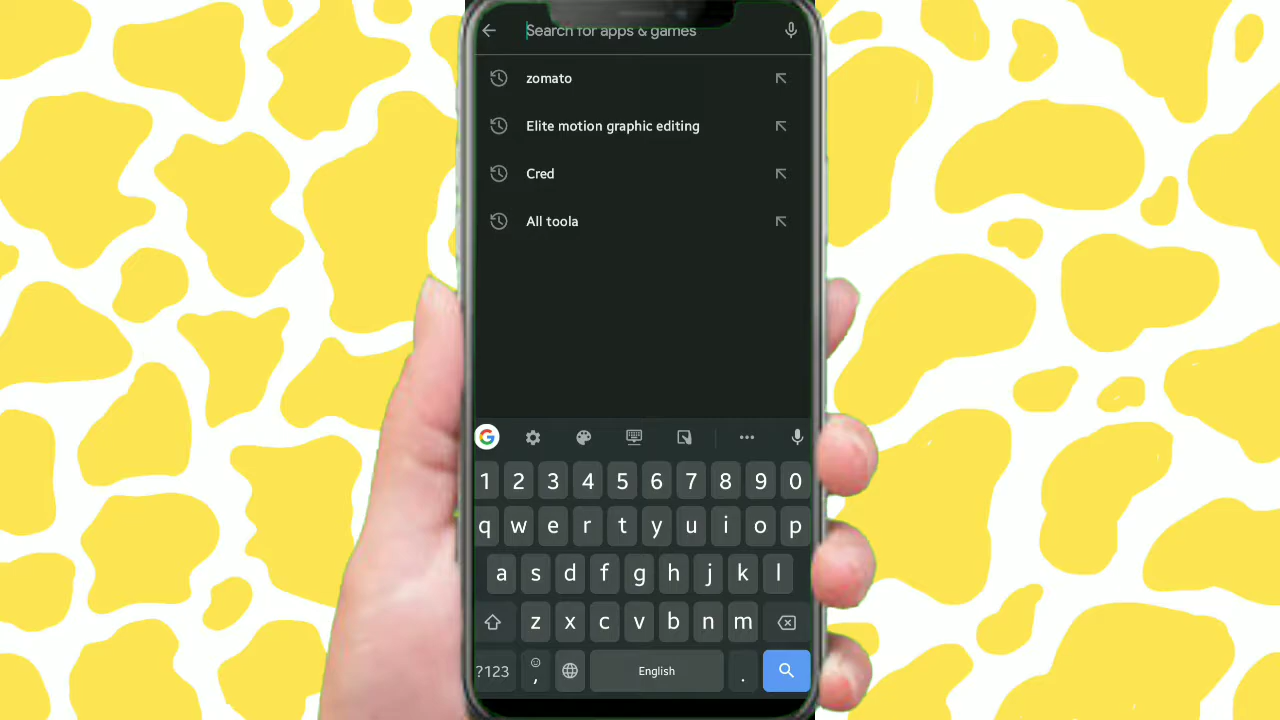 Search for apps & games
zomato
Elite motion graphic editing
Cred
All toola
1 2 3 4 5 6 7 8 9 0
q w e r t y u i o p
a s d f g h j k l
z x c v b n m
?123 , English .